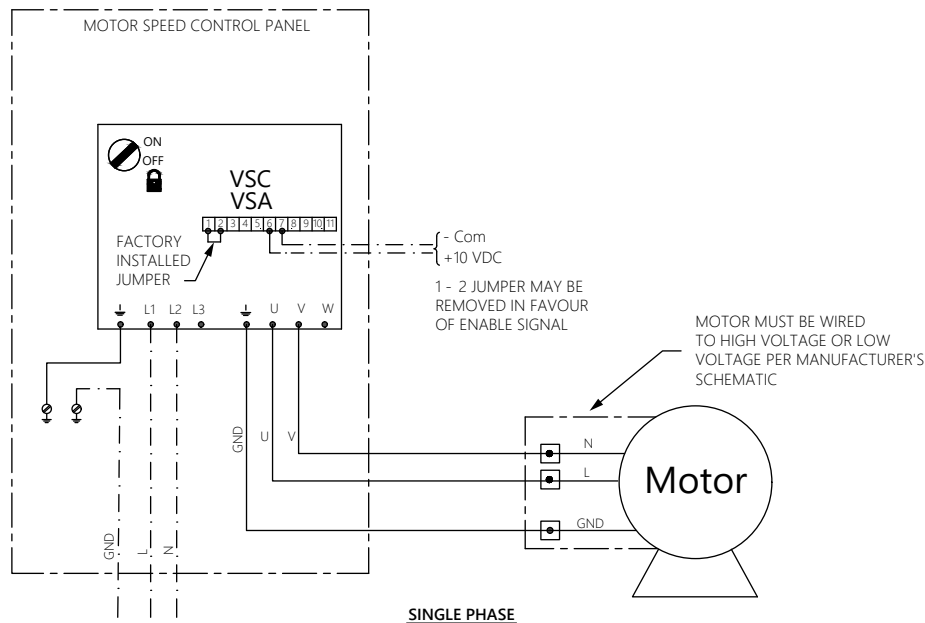 MOTOR SPEED CONTROL PANEL
ON
OFF
VSC
VSA
1 2 3 4 5 6 7 8 9 10 11
FACTORY
INSTALLED
JUMPER
- Com
+10 VDC
1 - 2 JUMPER MAY BE
REMOVED IN FAVOUR
OF ENABLE SIGNAL
L1 L2 L3 U V W
MOTOR MUST BE WIRED
TO HIGH VOLTAGE OR LOW
VOLTAGE PER MANUFACTURER'S
SCHEMATIC
GND U V
N
L
GND
Motor
GND L N
SINGLE PHASE